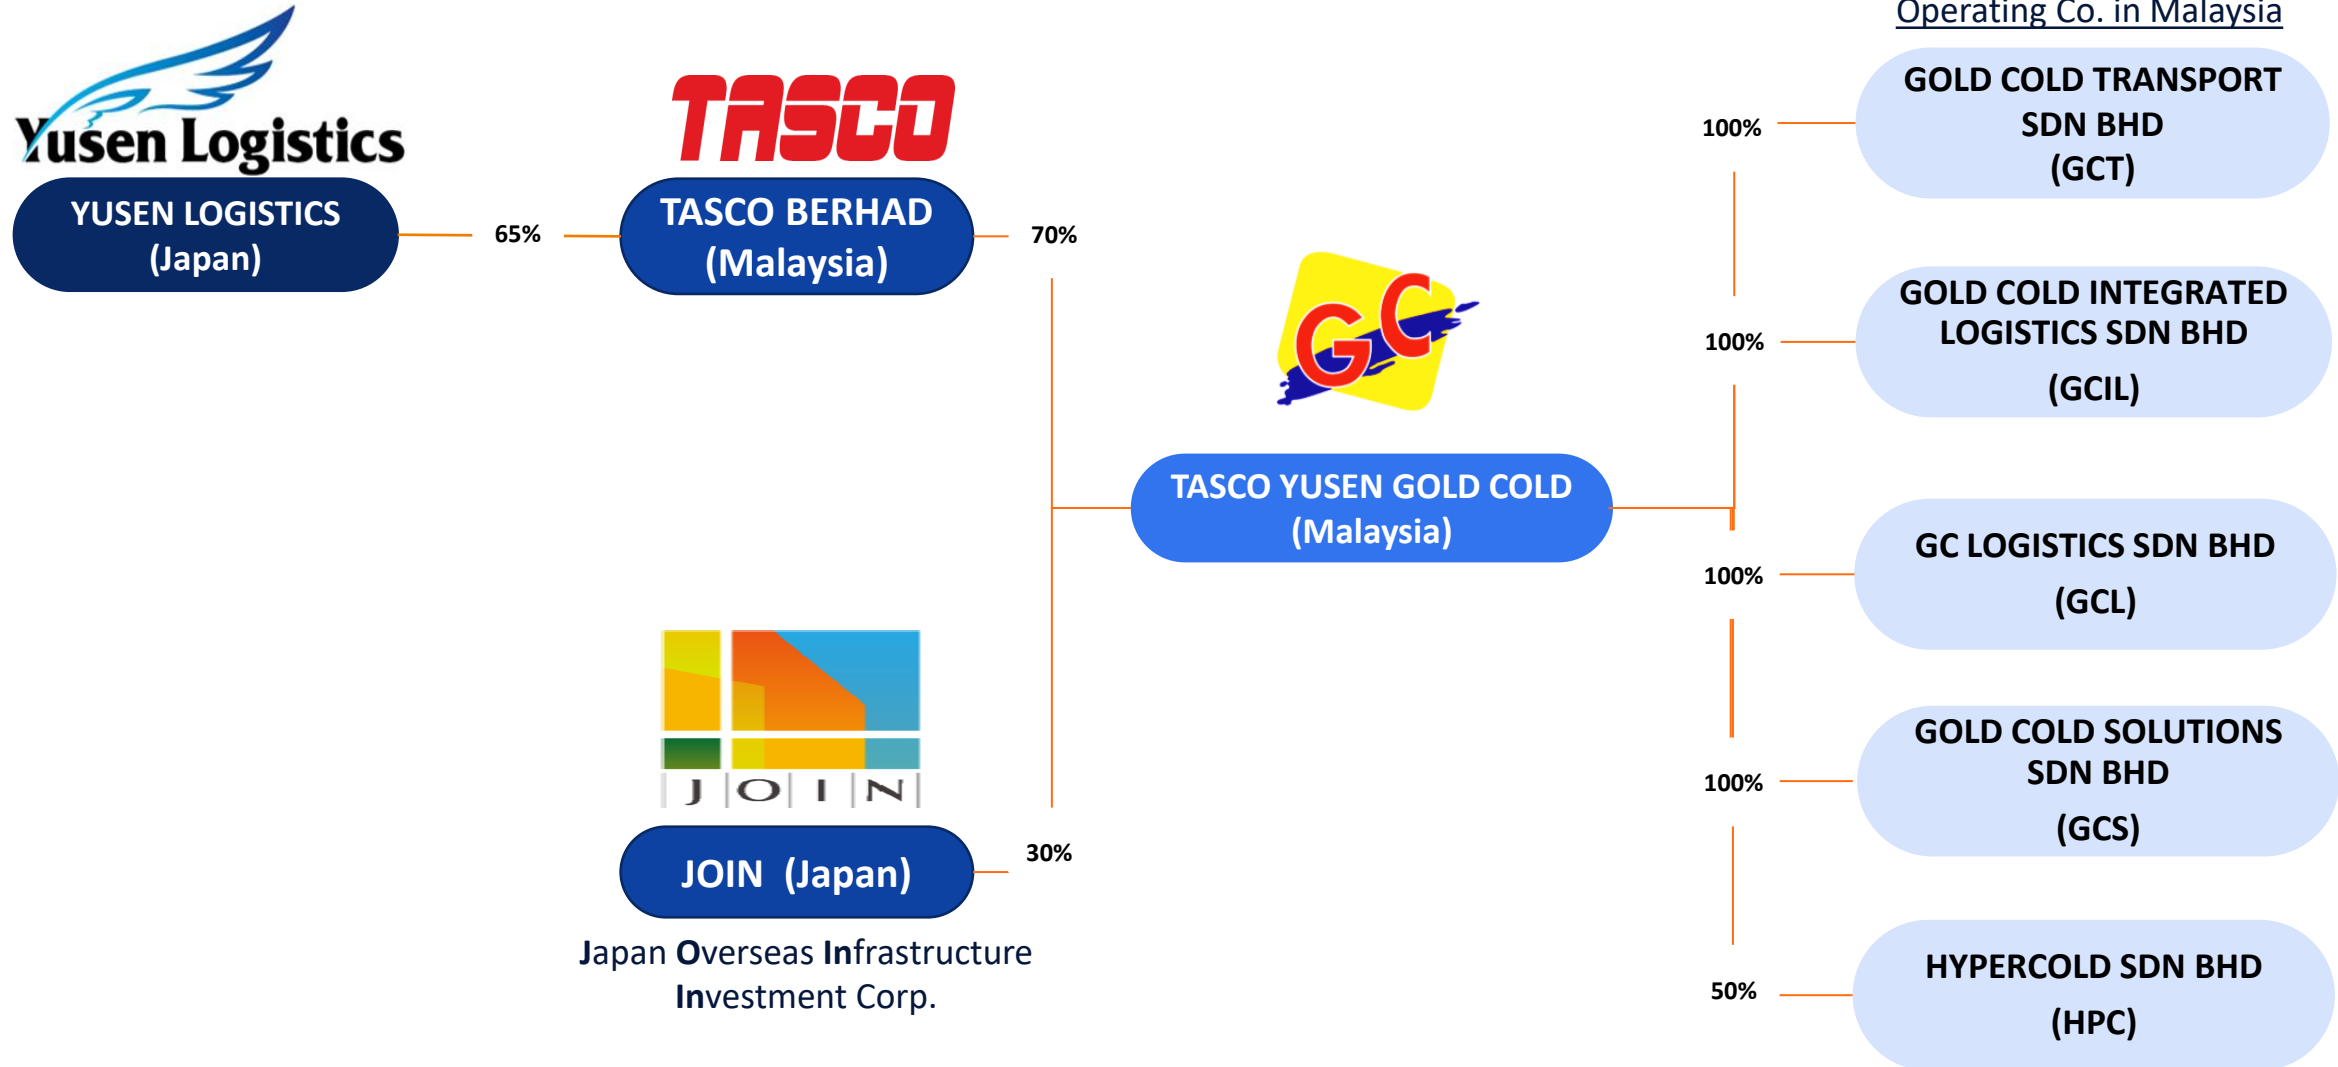 Yusen Logistics
YUSEN LOGISTICS
(Japan)
65%
TASCO
TASCO BERHAD
(Malaysia)
70%
JOIN
JOIN (Japan)
30%
Japan Overseas Infrastructure
Investment Corp.
GC
TASCO YUSEN GOLD COLD
(Malaysia)
Operating Co. in Malaysia
100%
GOLD COLD TRANSPORT
SDN BHD
(GCT)
100%
GOLD COLD INTEGRATED
LOGISTICS SDN BHD
(GCIL)
100%
GC LOGISTICS SDN BHD
(GCL)
100%
GOLD COLD SOLUTIONS
SDN BHD
(GCS)
50%
HYPERCOLD SDN BHD
(HPC)